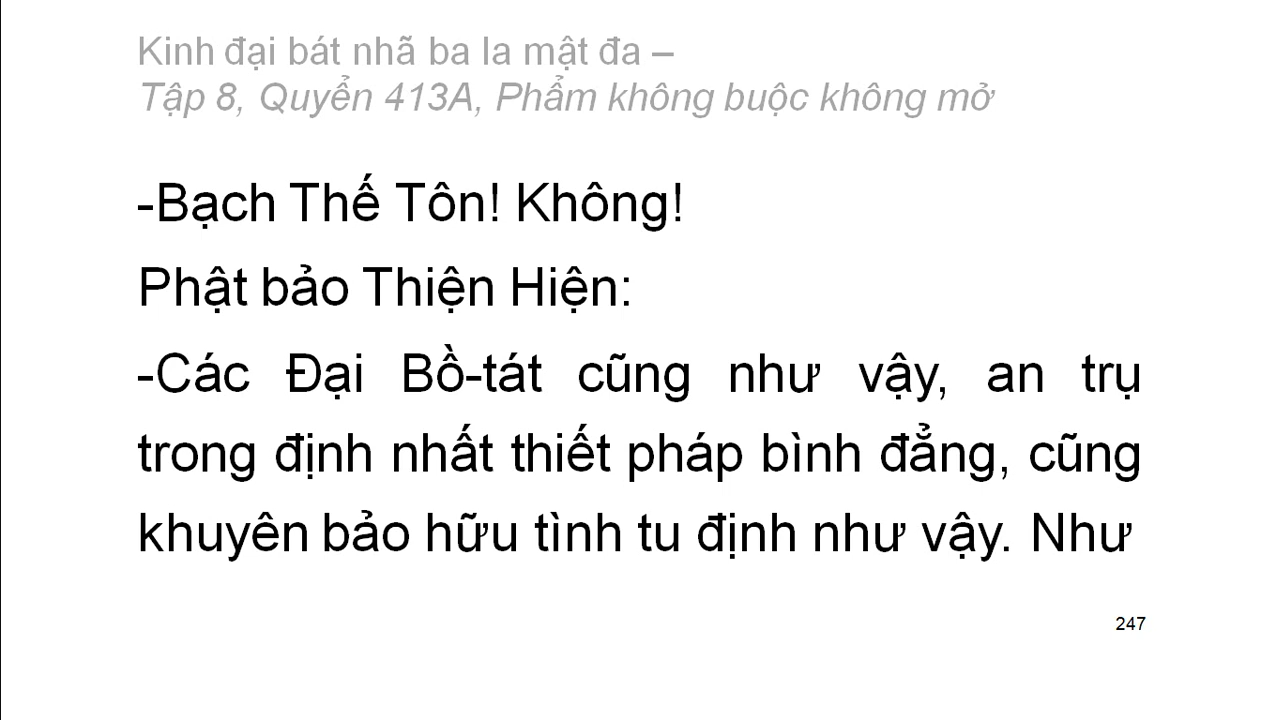 Kinh đại bát nhã ba la mật đa –
Tập 8, Quyển 413A, Phẩm không buộc không mở
-Bạch Thế Tôn! Không!
Phật bảo Thiện Hiện:
-Các Đại Bồ-tát cũng như vậy, an trụ
trong định nhất thiết pháp bình đẳng, cũng
khuyên bảo hữu tình tu định như vậy. Như
247